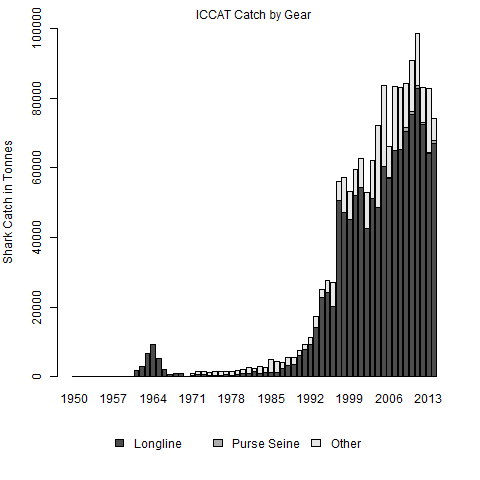 ICCAT Catch by Gear
Shark Catch in Tonnes
100000
80000
60000
40000
20000
0
1950 1957 1964 1971 1978 1985 1992 1999 2006 2013
Longline Purse Seine Other